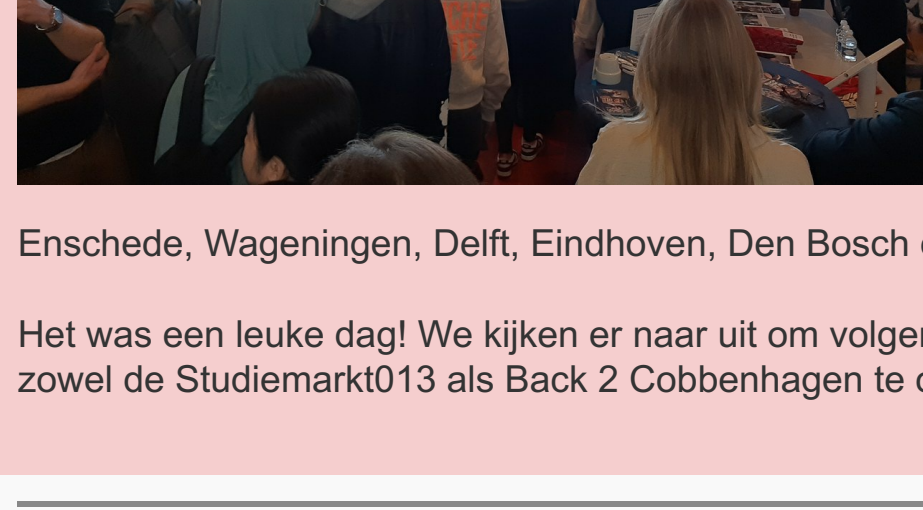 Enschede, Wageningen, Delft, Eindhoven, Den Bosch
Het was een leuke dag! We kijken er naar uit om
zowel de Studiemarkt013 als Back 2 Cobbenhagen te